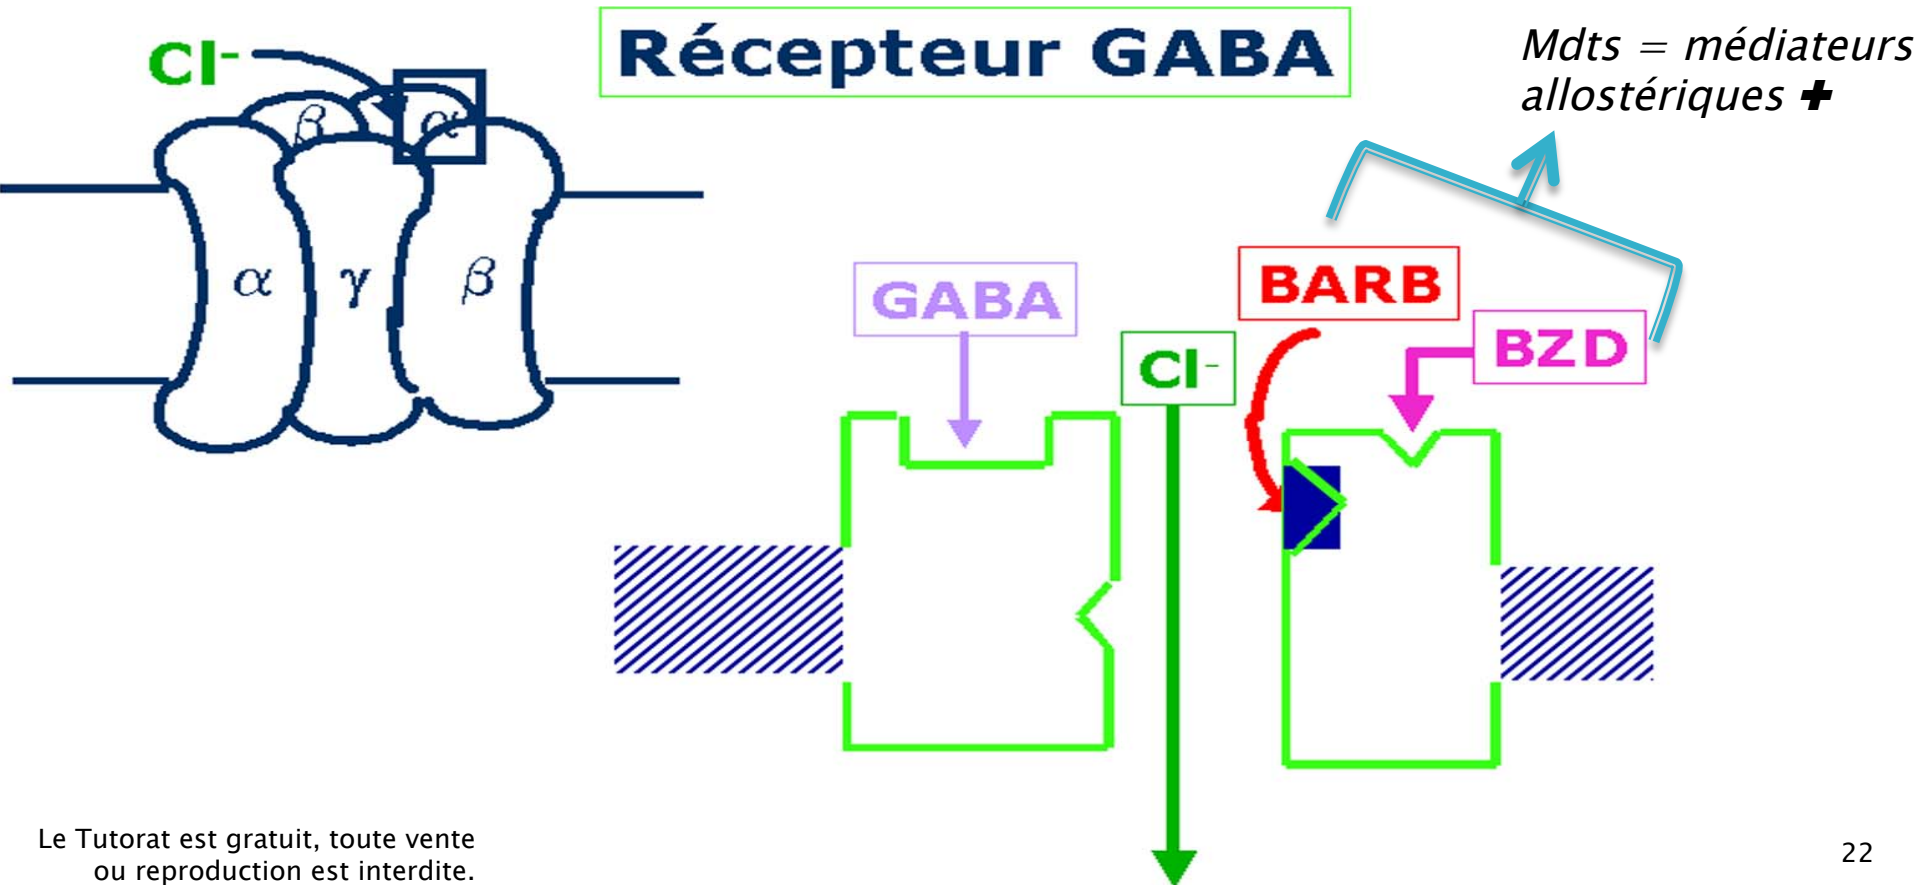 Récepteur GABA
Mdts = médiateurs
allostériques +
Cl-
β
α
α
γ
β
GABA
Cl-
BARB
BZD
Le Tutorat est gratuit, toute vente
ou reproduction est interdite.
22